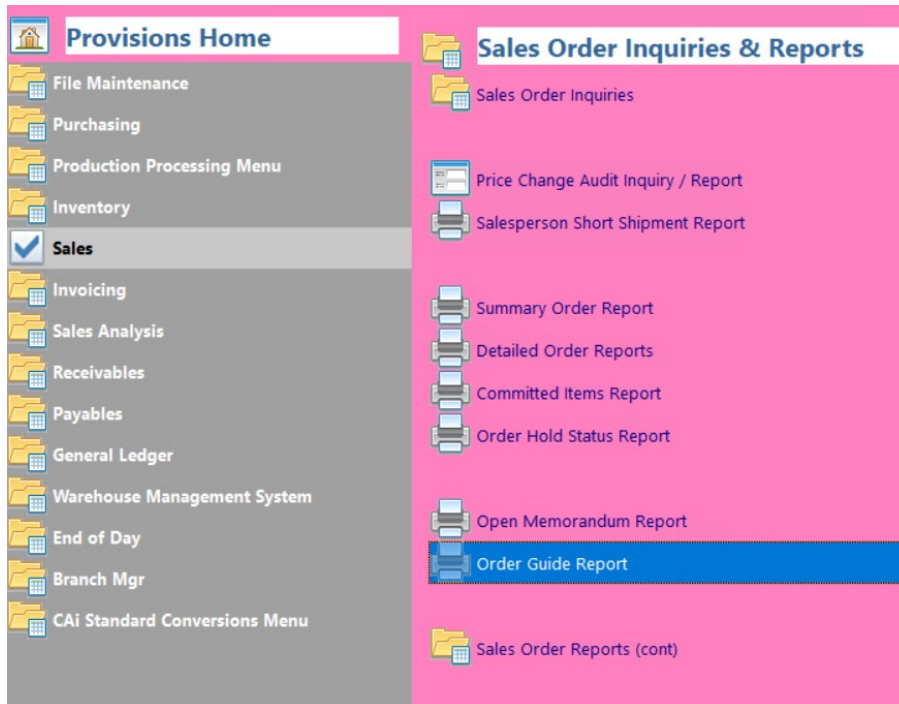 Provisions Home
File Maintenance
Purchasing
Production Processing Menu
Inventory
Sales
Invoicing
Sales Analysis
Receivables
Payables
General Ledger
Warehouse Management System
End of Day
Branch Mgr
CAi Standard Conversions Menu
Sales Order Inquiries & Reports
Sales Order Inquiries
Price Change Audit Inquiry / Report
Salesperson Short Shipment Report
Summary Order Report
Detailed Order Reports
Committed Items Report
Order Hold Status Report
Open Memorandum Report
Order Guide Report
Sales Order Reports (cont)